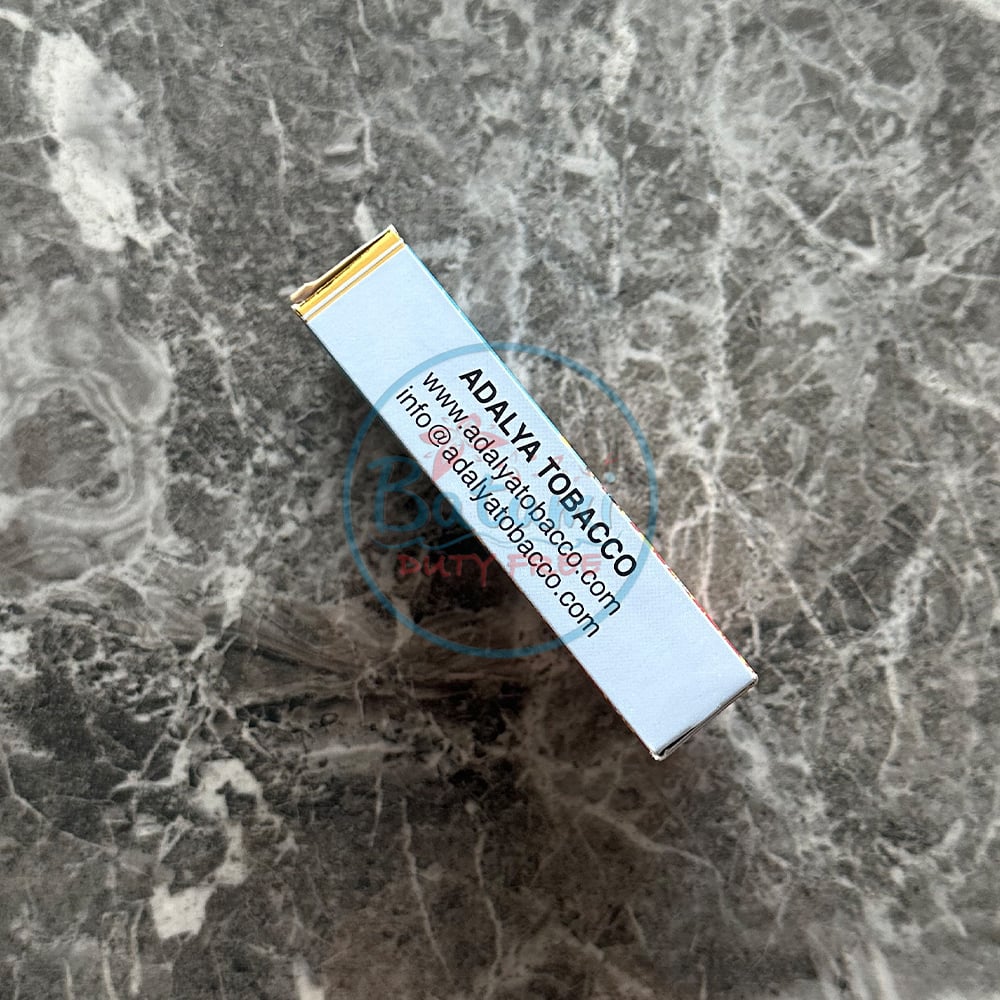 ADALYA TOBACCO
www.adalyatobacco.com
info@adalyatobacco.com
DUTY FREE